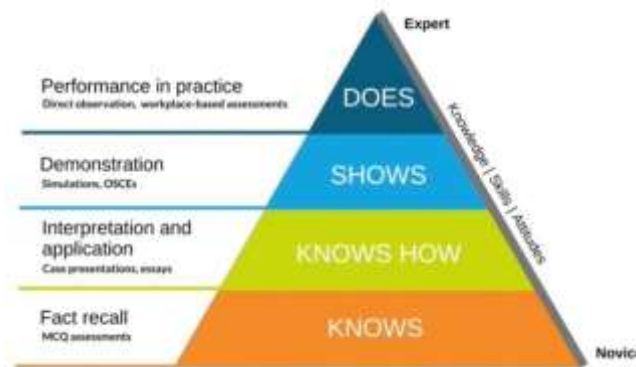 Expert
Performance in practice
Direct observation, workplace-based assessments
DOES
Demonstration
Simulations, OSCEs
SHOWS
Knowledge | Skills | Attitudes
Interpretation and
application
Case presentations, essays
KNOWS HOW
Fact recall
MCQ assessments
KNOWS
Novice